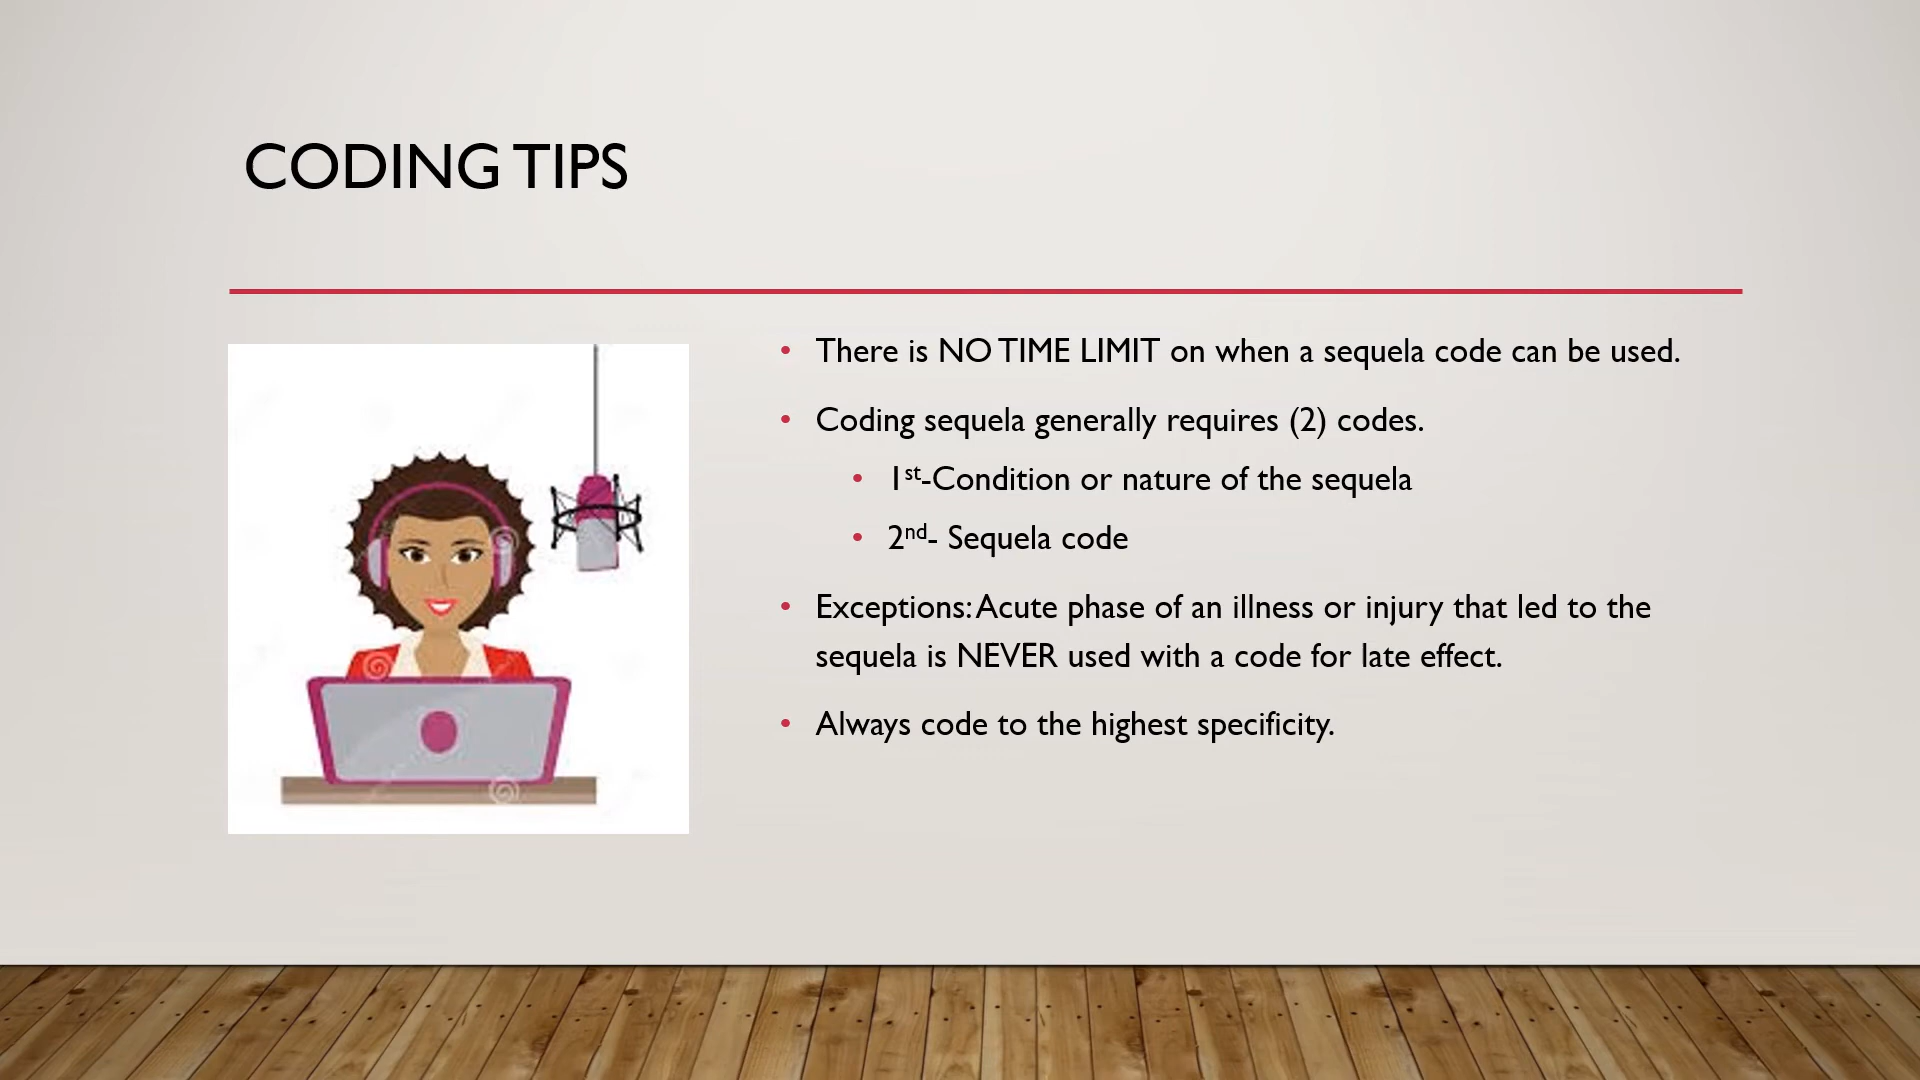 CODING TIPS
• There is NO TIME LIMIT on when a sequela code can be used.
• Coding sequela generally requires (2) codes.
• 1st-Condition or nature of the sequela
• 2nd- Sequela code
• Exceptions: Acute phase of an illness or injury that led to the
sequela is NEVER used with a code for late effect.
• Always code to the highest specificity.